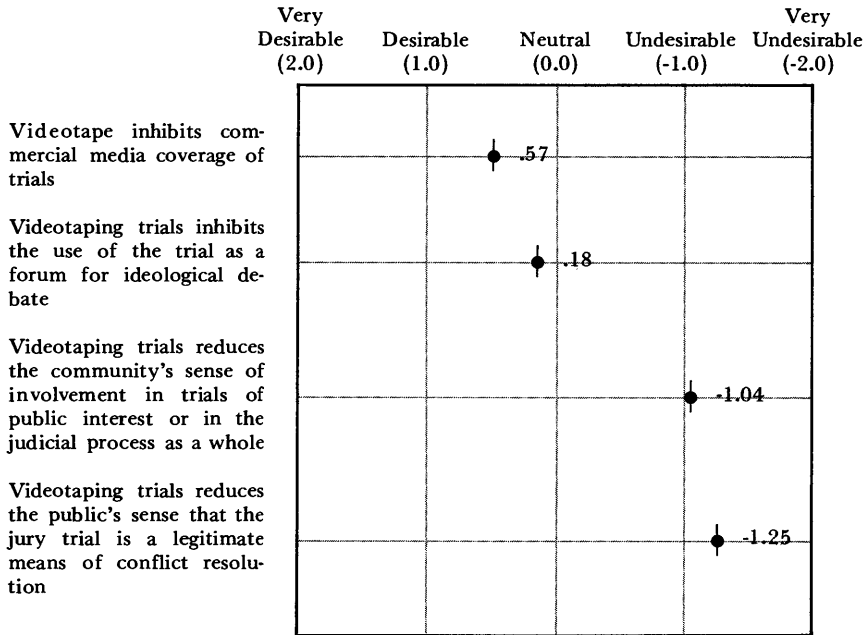 Very Desirable (2.0)
Desirable (1.0)
Neutral (0.0)
Undesirable (-1.0)
Very Undesirable (-2.0)
Videotape inhibits com-
mercial media coverage of
trials
.57
Videotaping trials inhibits
the use of the trial as a
forum for ideological de-
bate
.18
Videotaping trials reduces
the community's sense of
involvement in trials of
public interest or in the
judicial process as a whole
-1.04
Videotaping trials reduces
the public's sense that the
jury trial is a legitimate
means of conflict resolu-
tion
-1.25